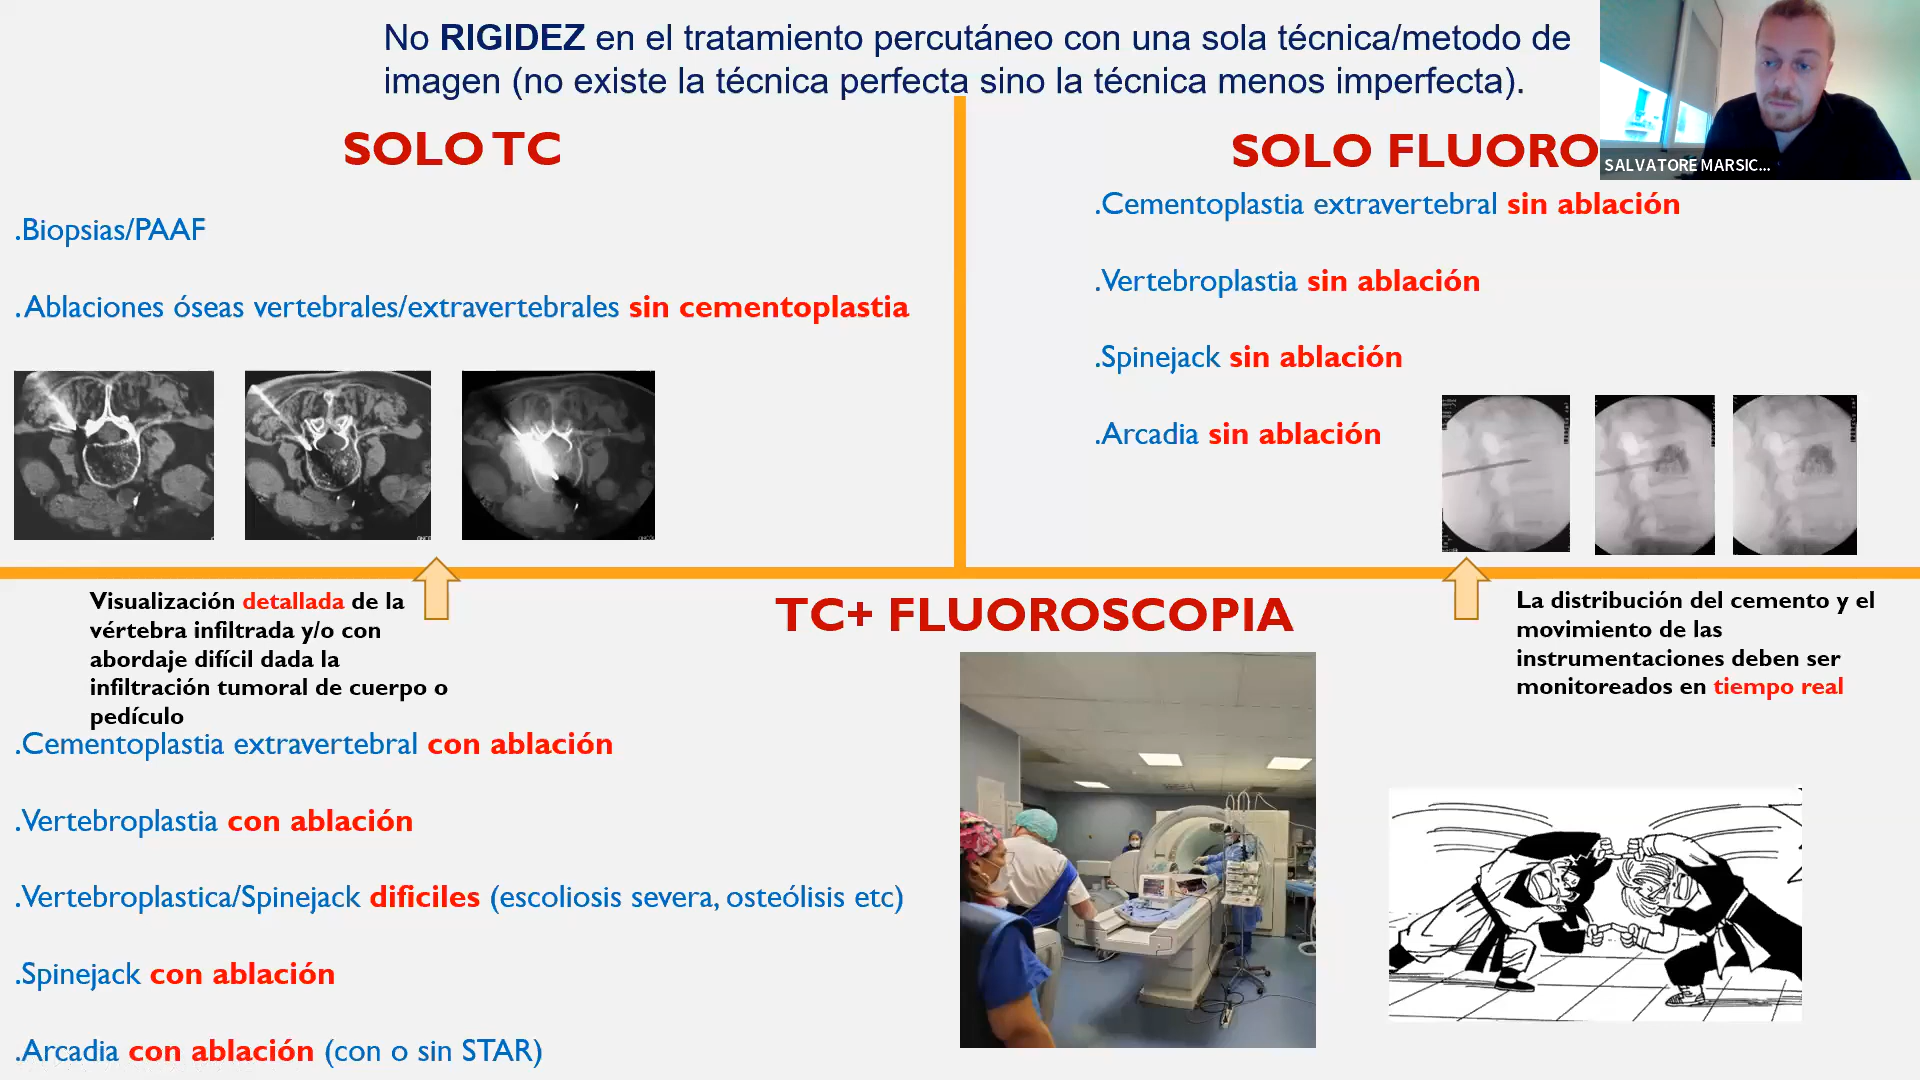 No RIGIDEZ en el tratamiento percutáneo con una sola técnica/metodo de
imagen (no existe la técnica perfecta sino la técnica menos imperfecta).
SALVATORE MARSIC...
SOLO TC
.Biopsias/PAAF
.Ablaciones óseas vertebrales/extravertebrales sin cementoplastia
SOLO FLUORO
.Cementoplastia extravertebral sin ablación
.Vertebroplastia sin ablación
.Spinejack sin ablación
.Arcadia sin ablación
Visualización detallada de la
vértebra infiltrada y/o con
abordaje difícil dada la
infiltración tumoral de cuerpo o
pedículo
TC+ FLUOROSCOPIA
La distribución del cemento y el
movimiento de las
instrumentaciones deben ser
monitoreados en tiempo real
.Cementoplastia extravertebral con ablación
.Vertebroplastia con ablación
.Vertebroplastica/Spinejack dificiles (escoliosis severa, osteólisis etc)
.Spinejack con ablación
.Arcadia con ablación (con o sin STAR)